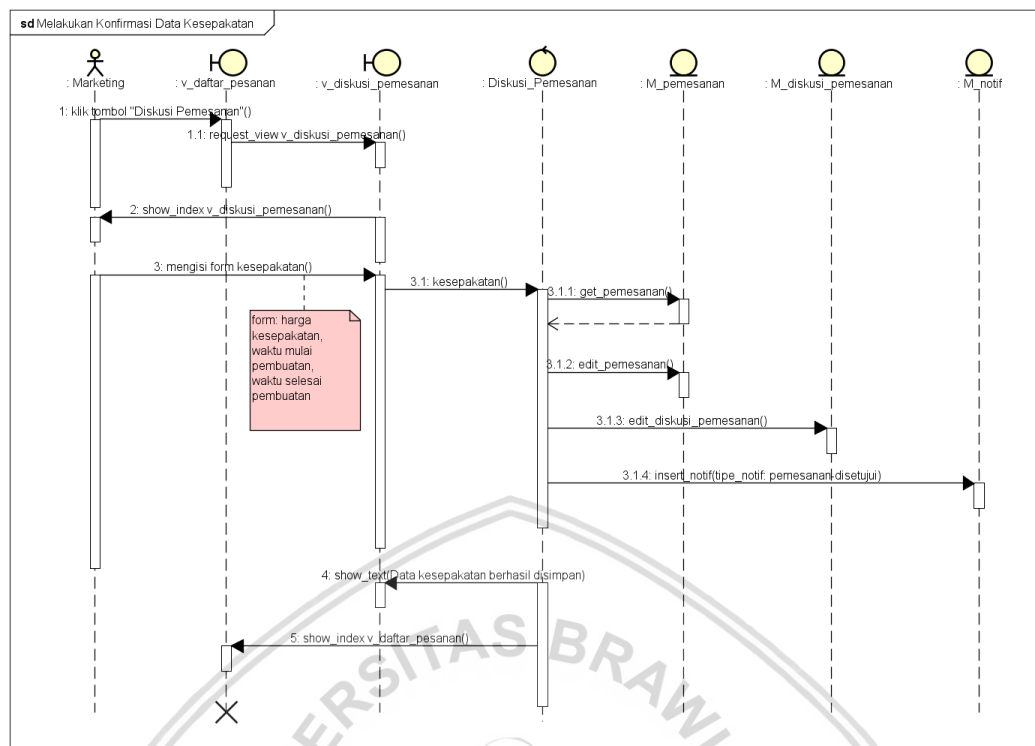 sd Melakukan Konfirmasi Data Kesepakatan
: Marketing
: v_daftar_pesanan
: v_diskusi_pemesanan
: Diskusi_Pemesanan
: M_pemesanan
: M_diskusi_pemesanan
: M_notif
1: klik tombol "Diskusi Pemesanan"()
1.1: request_view v_diskusi_pemesanan()
2: show_index v_diskusi_pemesanan()
3: mengisi form kesepakatan()
3.1: kesepakatan()
3.1.1: get_pemesanan()
form: harga
kesepakatan,
waktu mulai
pembuatan,
waktu selesai
pembuatan
3.1.2: edit_pemesanan()
3.1.3: edit_diskusi_pemesanan()
3.1.4: insert_notif(tipe_notif: pemesanan-disetujui)
4: show_text(Data kesepakatan berhasil disimpan)
5: show_index v_daftar_pesanan()
ERSITAS BRAWI